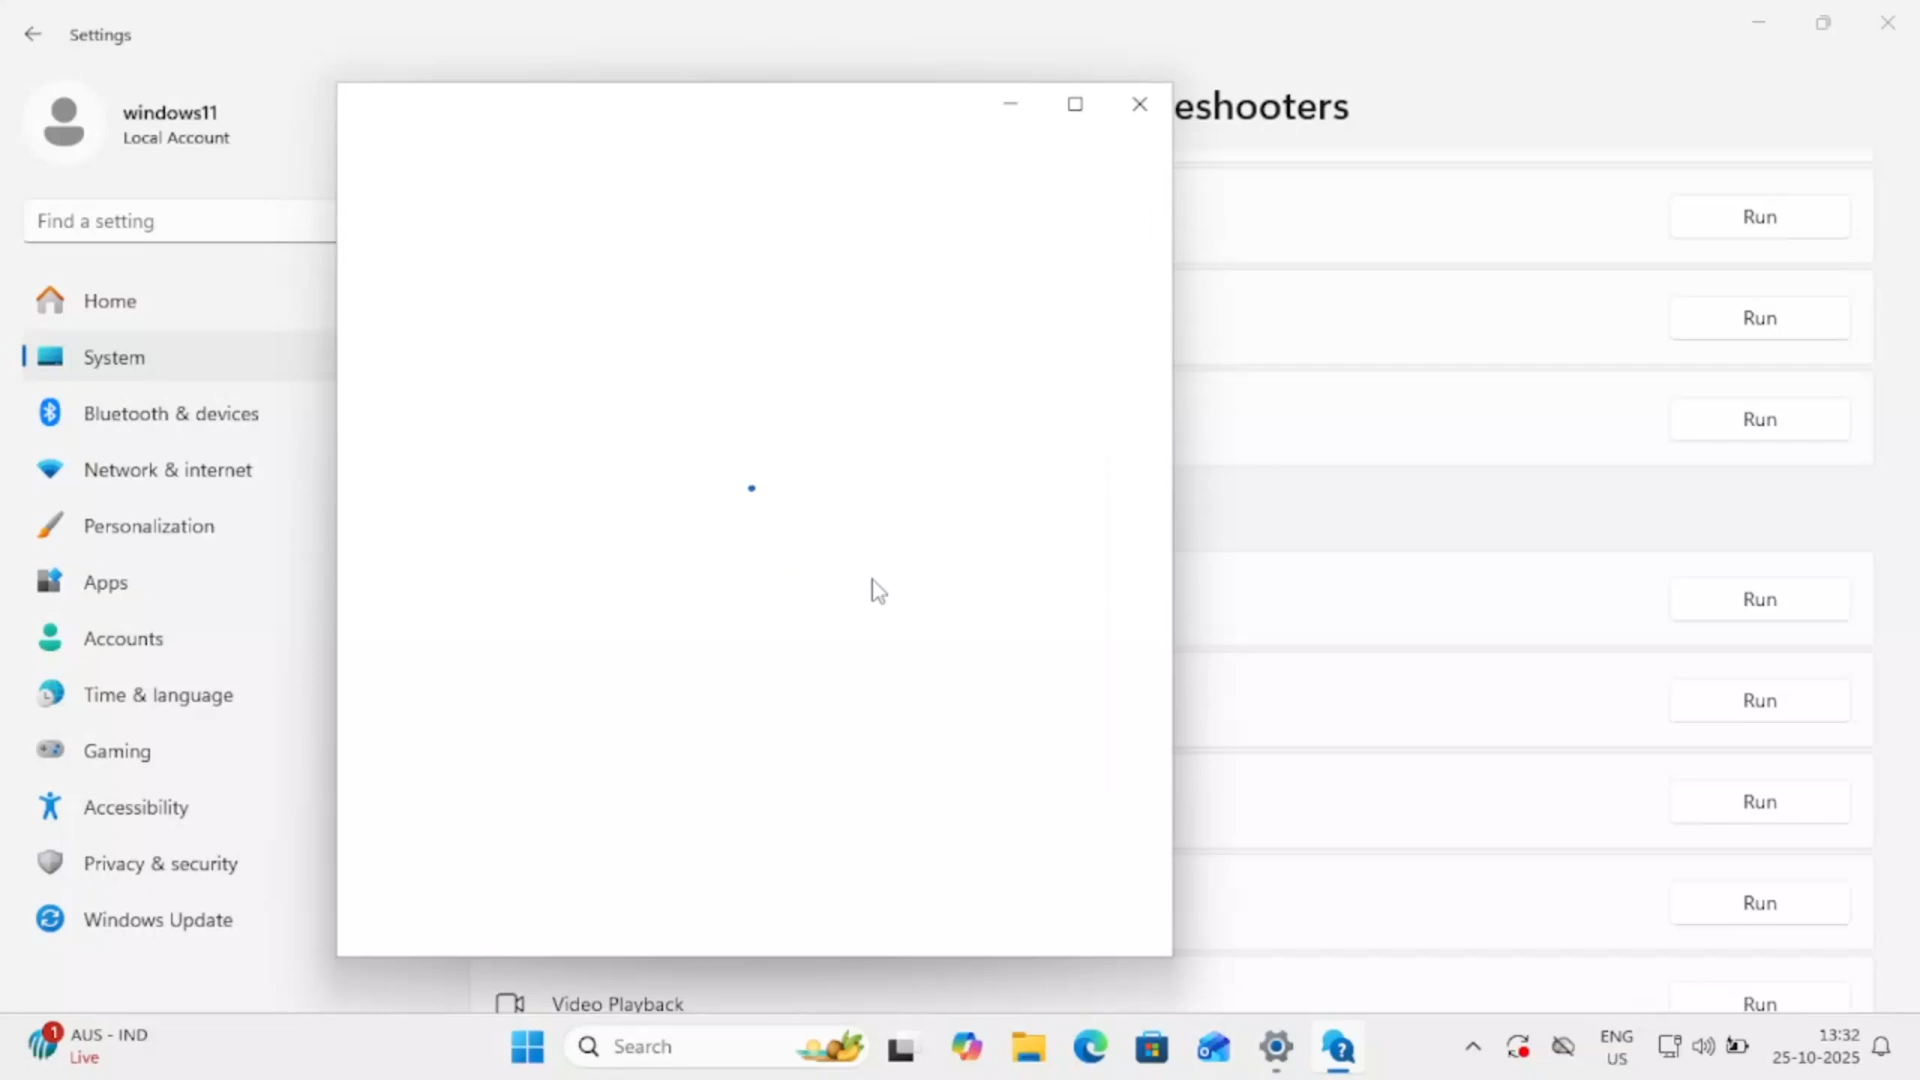 Settings
windows11
Local Account
Find a setting
Home
System
Bluetooth & devices
Network & internet
Personalization
Apps
Accounts
Time & language
Gaming
Accessibility
Privacy & security
Windows Update
eshooters
Run
Run
Run
Run
Run
Run
Run
Video Playback
Run
1
AUS - IND
Live
Search
ENG
US
13:32
25-10-2025